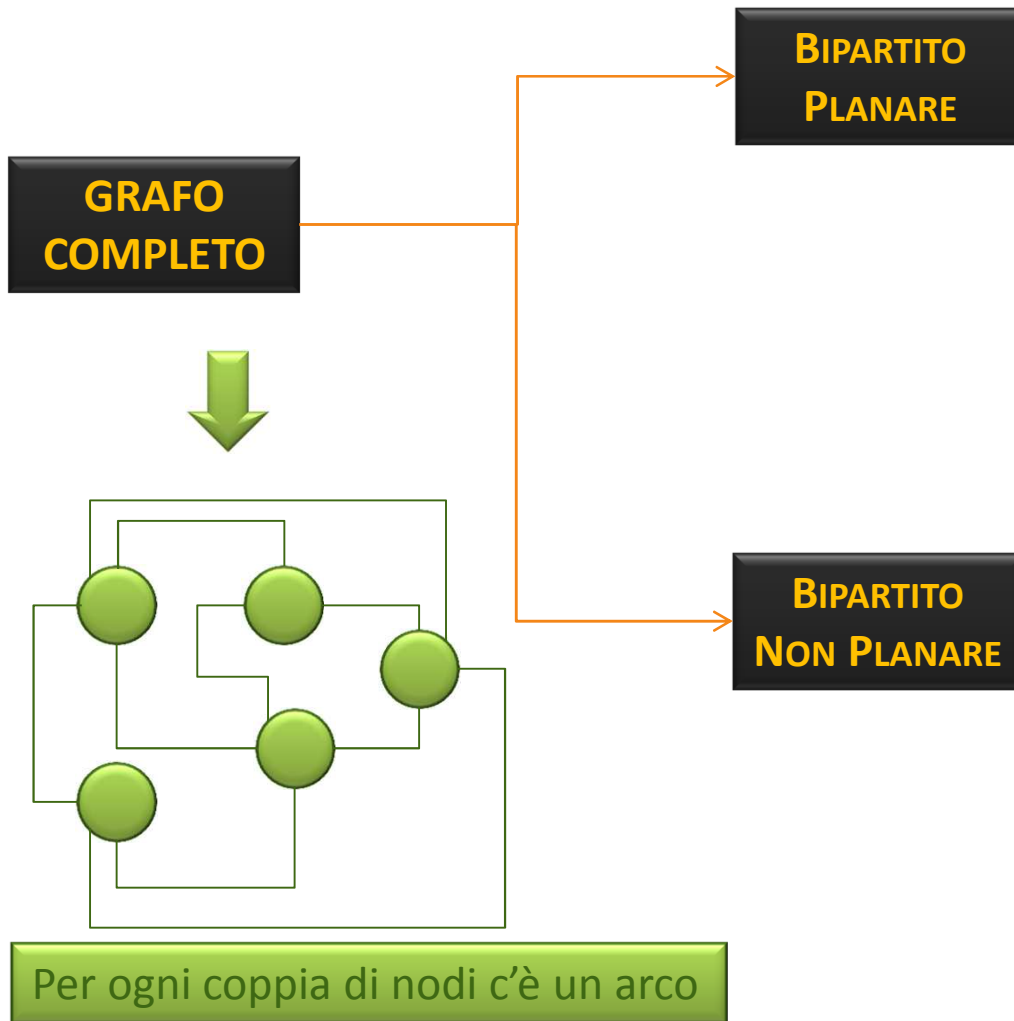 BIPARTITO
PLANARE
GRAFO
COMPLETO
BIPARTITO
NON PLANARE
Per ogni coppia di nodi c’è un arco